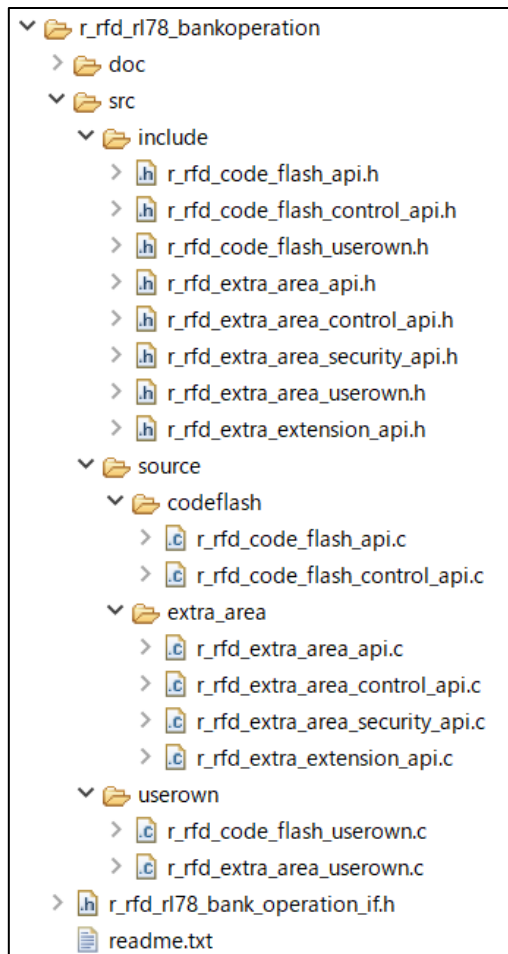 r_rfd_rl78_bankoperation
doc
src
include
r_rfd_code_flash_api.h
r_rfd_code_flash_control_api.h
r_rfd_code_flash_userown.h
r_rfd_extra_area_api.h
r_rfd_extra_area_control_api.h
r_rfd_extra_area_security_api.h
r_rfd_extra_area_userown.h
r_rfd_extra_extension_api.h
source
codeflash
r_rfd_code_flash_api.c
r_rfd_code_flash_control_api.c
extra_area
r_rfd_extra_area_api.c
r_rfd_extra_area_control_api.c
r_rfd_extra_area_security_api.c
r_rfd_extra_extension_api.c
userown
r_rfd_code_flash_userown.c
r_rfd_extra_area_userown.c
r_rfd_rl78_bank_operation_if.h
readme.txt